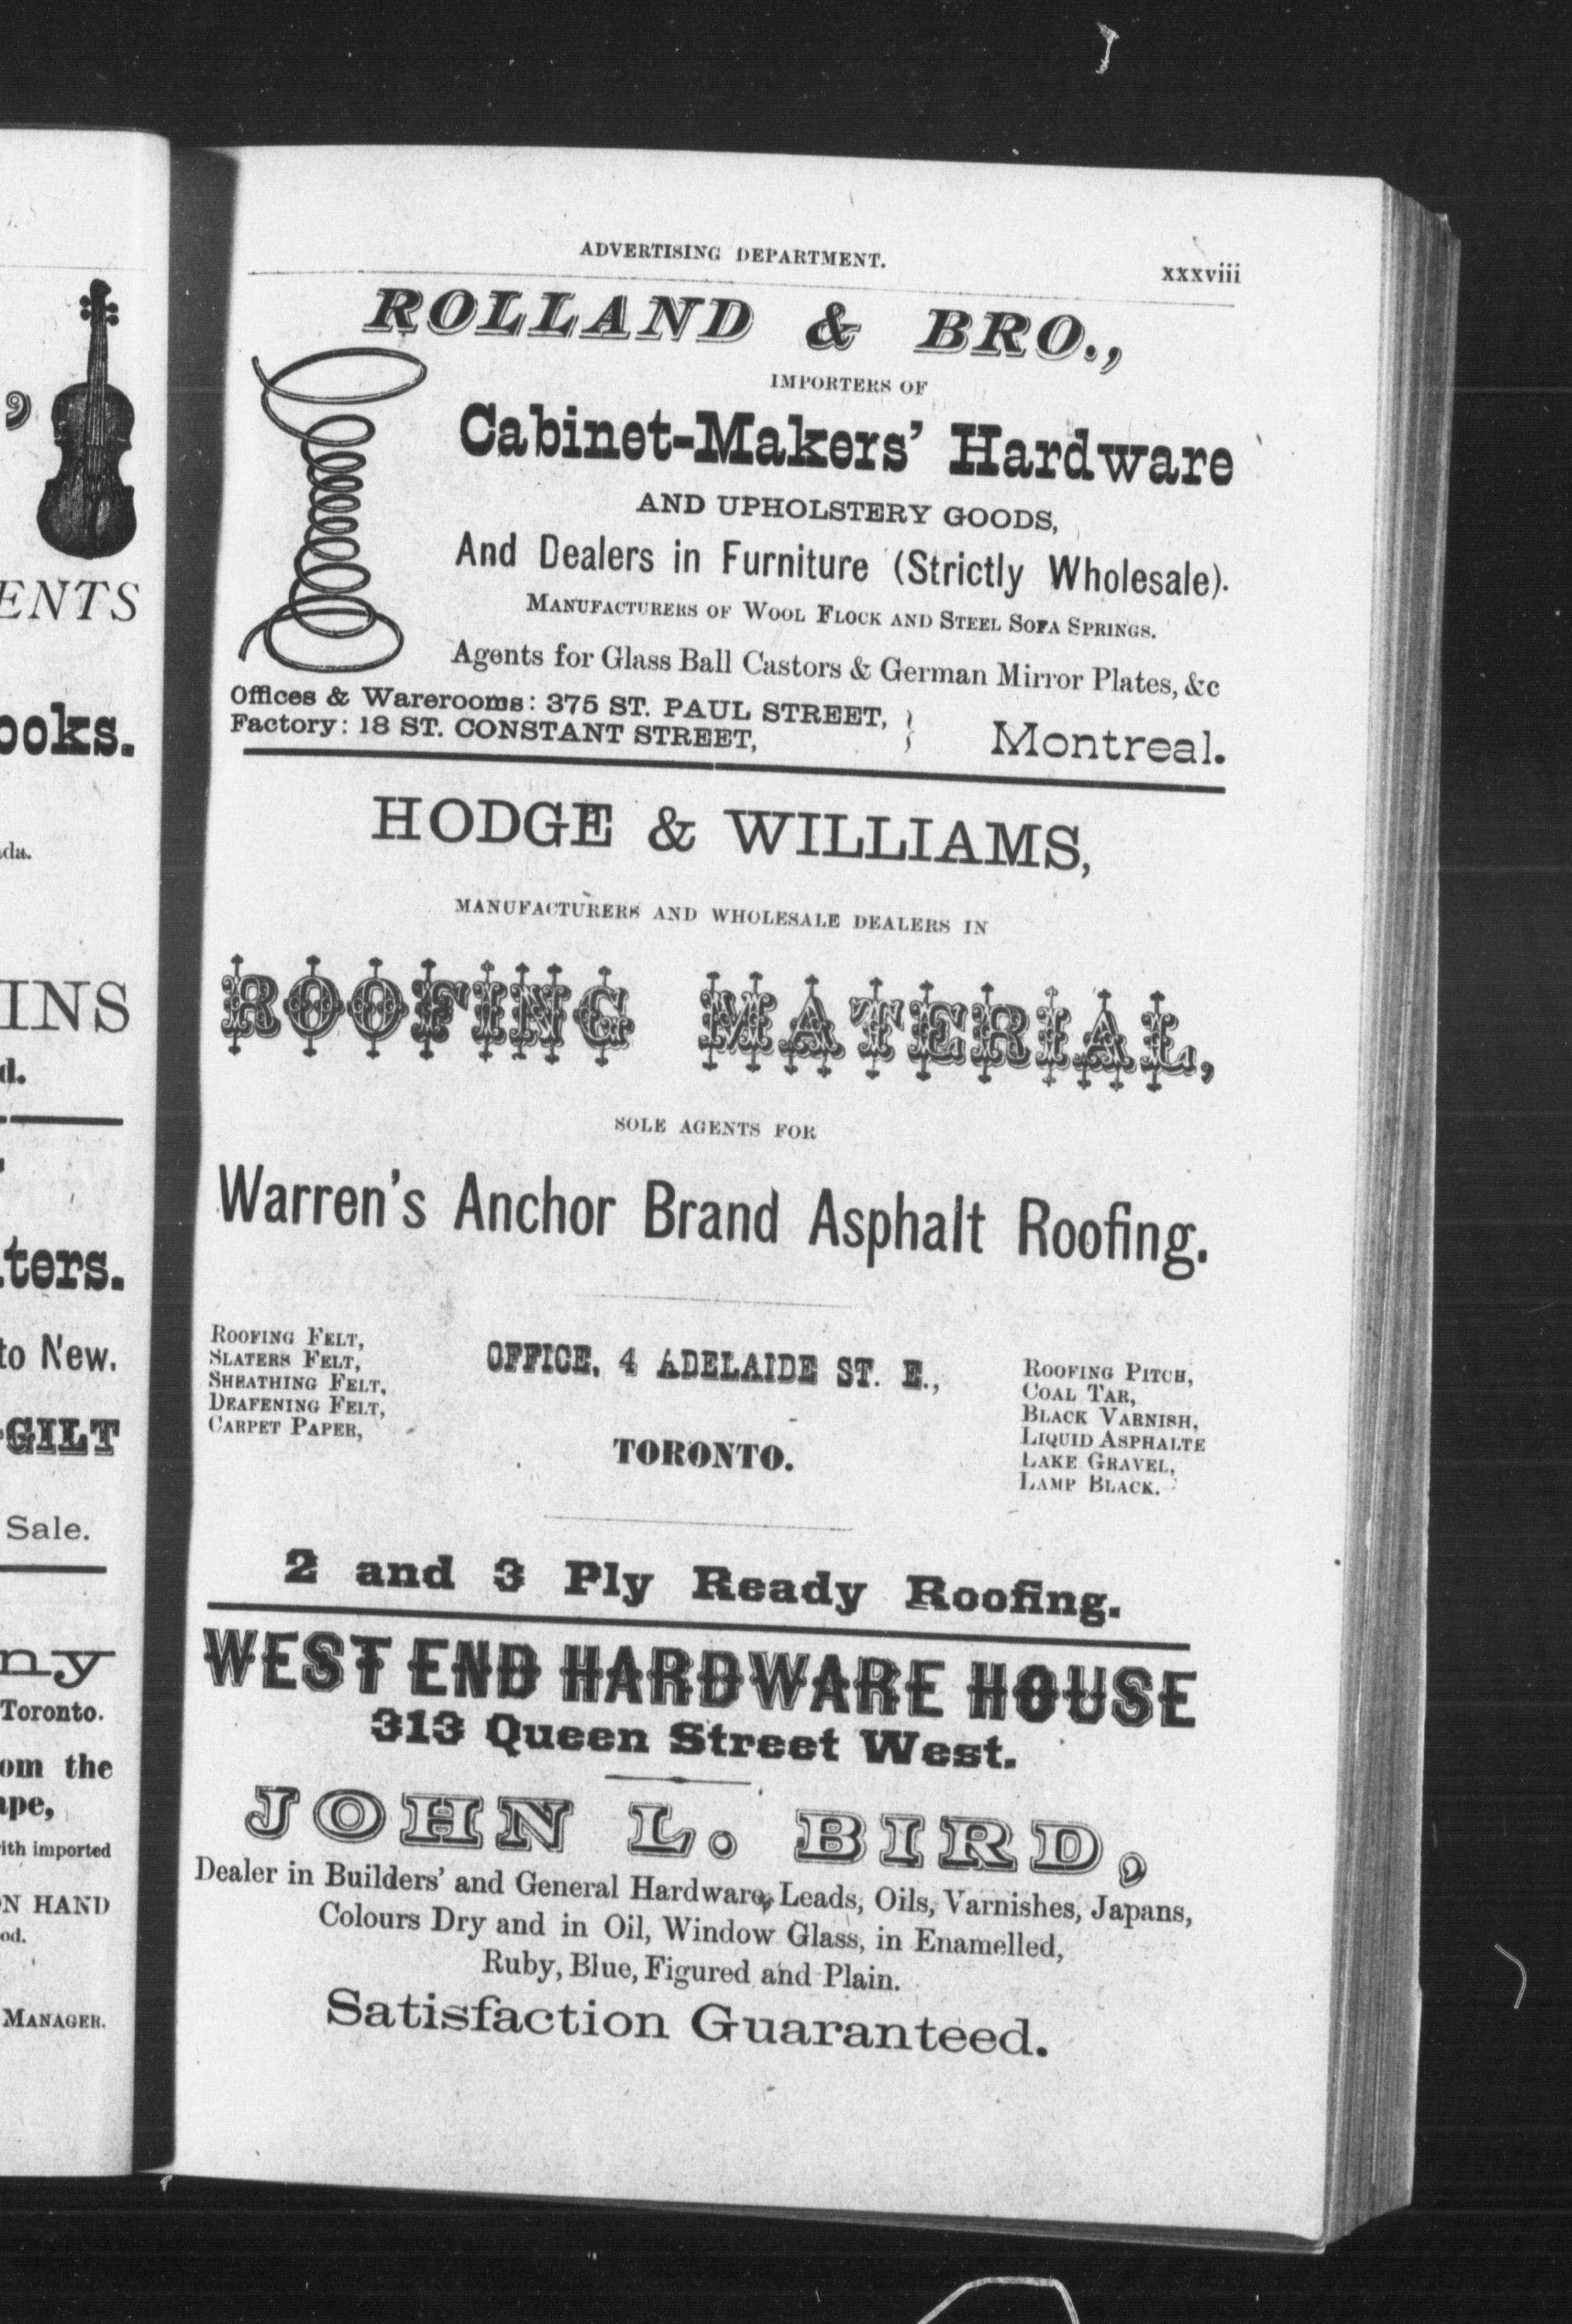 ADVERTISING DEPARTMENT.
xxxviii
ROLLAND & BRO.,
IMPORTERS OF
Cabinet-Makers' Hardware
AND UPHOLSTERY GOODS,
And Dealers in Furniture (Strictly Wholesale).
MANUFACTURERS OF WOOL FLOCK AND STEEL SOFA SPRINGS.
Agents for Glass Ball Castors & German Mirror Plates, &c
Offices & Warerooms: 375 ST. PAUL STREET, }
Factory: 18 ST. CONSTANT STREET,
Montreal.
HODGE & WILLIAMS,
MANUFACTURERS AND WHOLESALE DEALERS IN
ROOFING MATERIAL,
SOLE AGENTS FOR
Warren's Anchor Brand Asphalt Roofing.
ROOFING FELT,
SLATERS FELT,
SHEATHING FELT,
DEAFENING FELT,
CARPET PAPER,
OFFICE, 4 ADELAIDE ST. E.,
TORONTO.
ROOFING PITCH,
COAL TAR,
BLACK VARNISH,
LIQUID ASPHALTE
LAKE GRAVEL,
LAMP BLACK.
2 and 3 Ply Ready Roofing.
WEST END HARDWARE HOUSE
313 Queen Street West.
JOHN L. BIRD,
Dealer in Builders' and General Hardware, Leads, Oils, Varnishes, Japans,
Colours Dry and in Oil, Window Glass, in Enamelled,
Ruby, Blue, Figured and Plain.
Satisfaction Guaranteed.
ENTS
ooks.
da.
INS
d.
ters.
to New.
GILT
Sale.
ny
Toronto.
om the
ape,
ith imported
N HAND
od.
MANAGER.